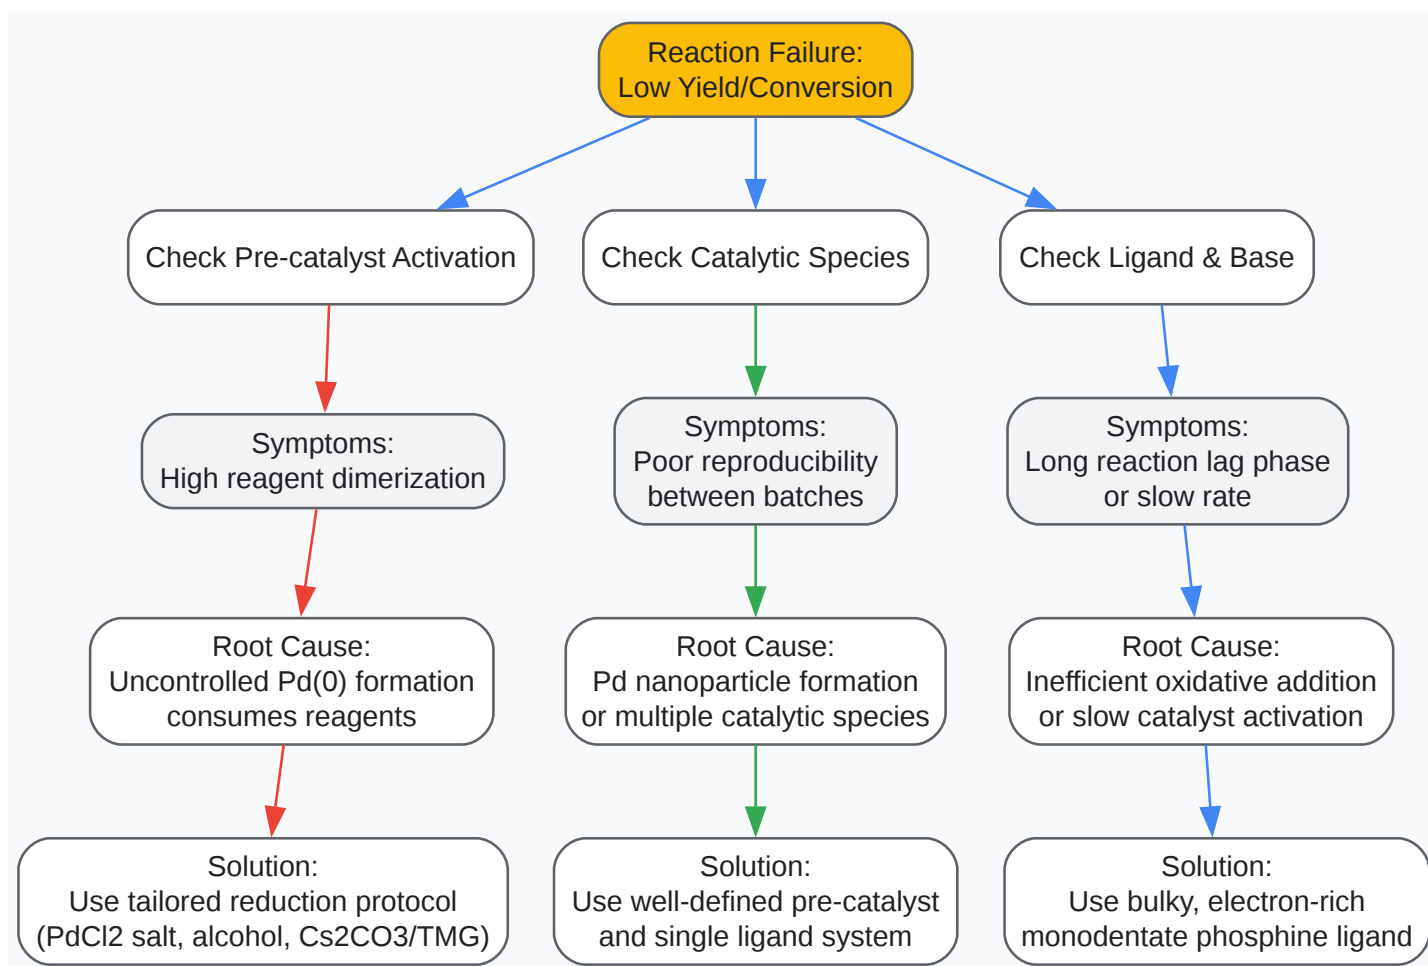 Reaction Failure:
Low Yield/Conversion
Check Pre-catalyst Activation
Check Catalytic Species
Check Ligand & Base
Symptoms:
High reagent dimerization
Symptoms:
Poor reproducibility
between batches
Symptoms:
Long reaction lag phase
or slow rate
Root Cause:
Uncontrolled Pd(0) formation
consumes reagents
Root Cause:
Pd nanoparticle formation
or multiple catalytic species
Root Cause:
Inefficient oxidative addition
or slow catalyst activation
Solution:
Use tailored reduction protocol
(PdCl2 salt, alcohol, Cs2CO3/TMG)
Solution:
Use well-defined pre-catalyst
and single ligand system
Solution:
Use bulky, electron-rich
monodentate phosphine ligand